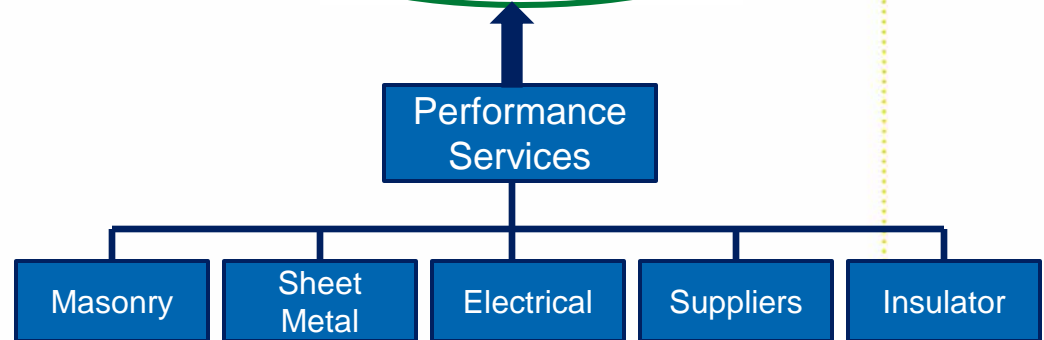 Performance
Services
Masonry
Sheet
Metal
Electrical
Suppliers
Insulator